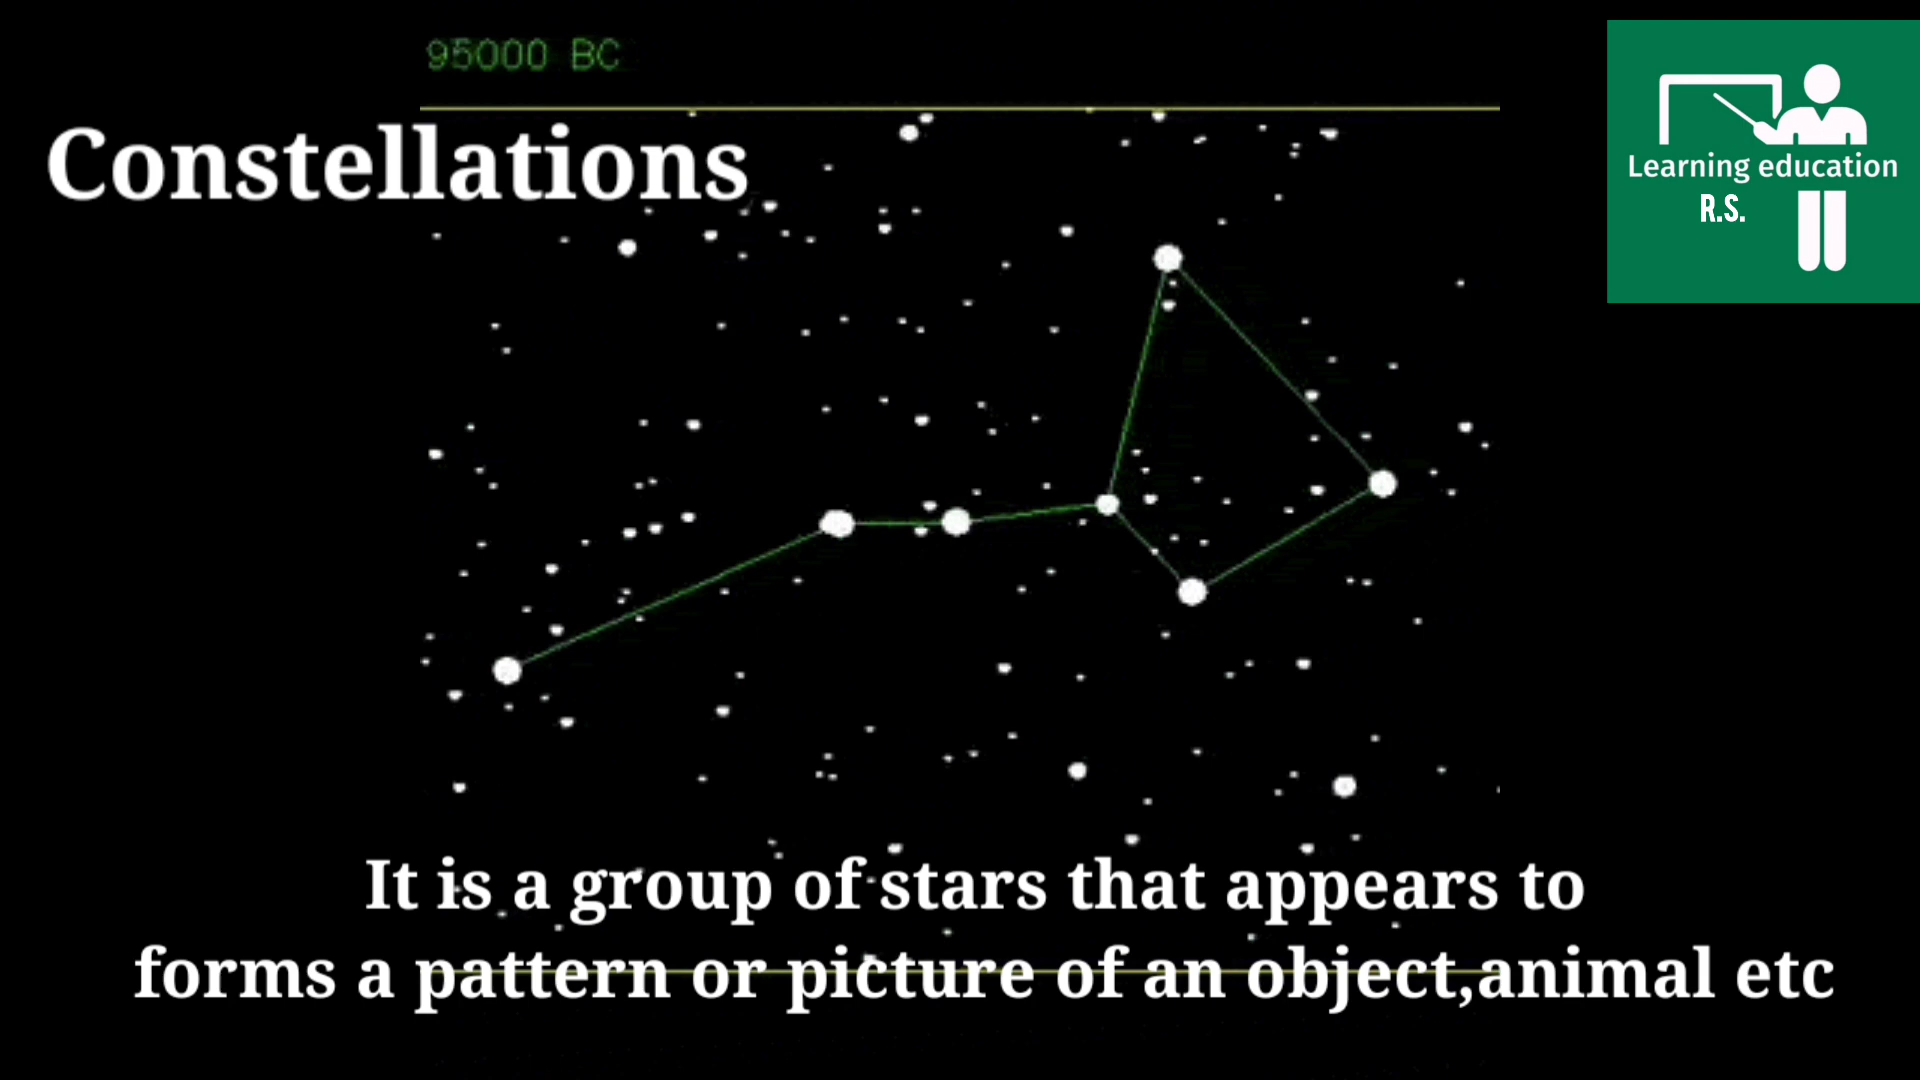 95000 BC
Constellations
Learning education
R.S.
It is a group of stars that appears to
forms a pattern or picture of an object,animal etc